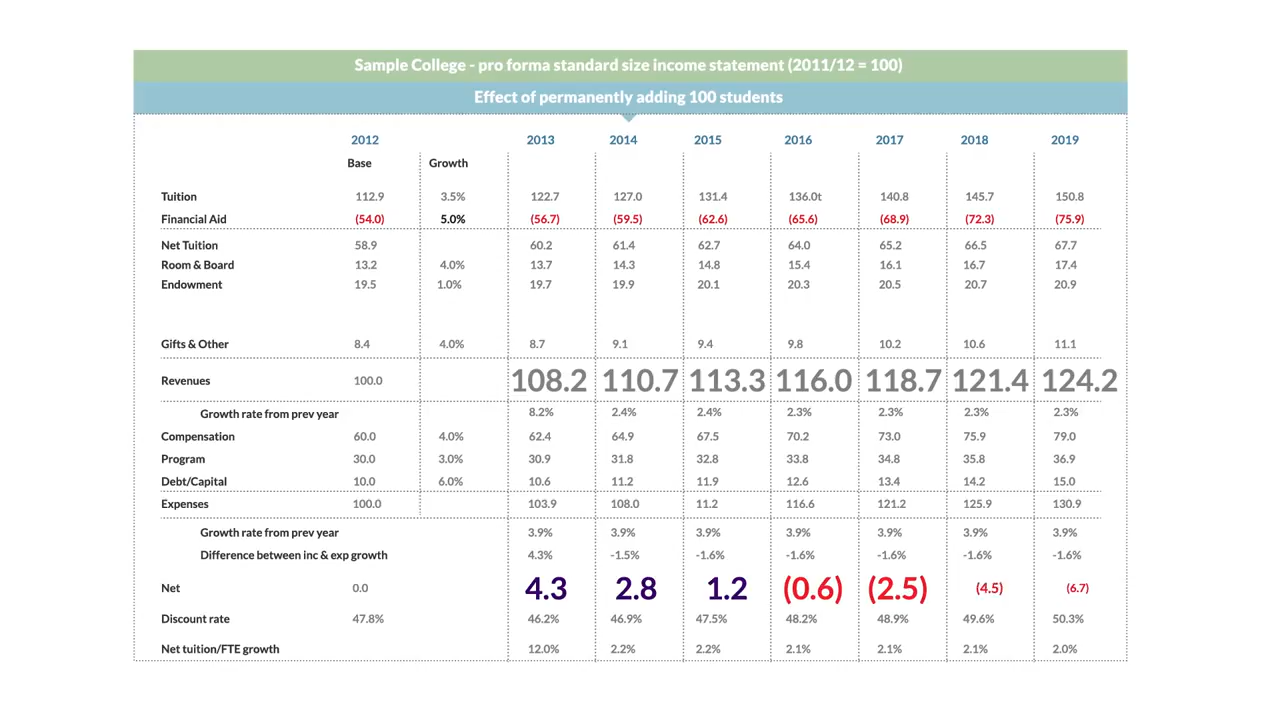 Sample College - pro forma standard size income statement (2011/12 = 100)
Effect of permanently adding 100 students
2012 2013 2014 2015 2016 2017 2018 2019
Base Growth
Tuition 112.9 3.5% 122.7 127.0 131.4 136.0t 140.8 145.7 150.8
Financial Aid (54.0) 5.0% (56.7) (59.5) (62.6) (65.6) (68.9) (72.3) (75.9)
Net Tuition 58.9 60.2 61.4 62.7 64.0 65.2 66.5 67.7
Room & Board 13.2 4.0% 13.7 14.3 14.8 15.4 16.1 16.7 17.4
Endowment 19.5 1.0% 19.7 19.9 20.1 20.3 20.5 20.7 20.9
Gifts & Other 8.4 4.0% 8.7 9.1 9.4 9.8 10.2 10.6 11.1
Revenues 100.0 108.2 110.7 113.3 116.0 118.7 121.4 124.2
Growth rate from prev year 8.2% 2.4% 2.4% 2.3% 2.3% 2.3% 2.3%
Compensation 60.0 4.0% 62.4 64.9 67.5 70.2 73.0 75.9 79.0
Program 30.0 3.0% 30.9 31.8 32.8 33.8 34.8 35.8 36.9
Debt/Capital 10.0 6.0% 10.6 11.2 11.9 12.6 13.4 14.2 15.0
Expenses 100.0 103.9 108.0 11.2 116.6 121.2 125.9 130.9
Growth rate from prev year 3.9% 3.9% 3.9% 3.9% 3.9% 3.9% 3.9%
Difference between inc & exp growth 4.3% -1.5% -1.6% -1.6% -1.6% -1.6% -1.6%
Net 0.0 4.3 2.8 1.2 (0.6) (2.5) (4.5) (6.7)
Discount rate 47.8% 46.2% 46.9% 47.5% 48.2% 48.9% 49.6% 50.3%
Net tuition/FTE growth 12.0% 2.2% 2.2% 2.1% 2.1% 2.1% 2.0%